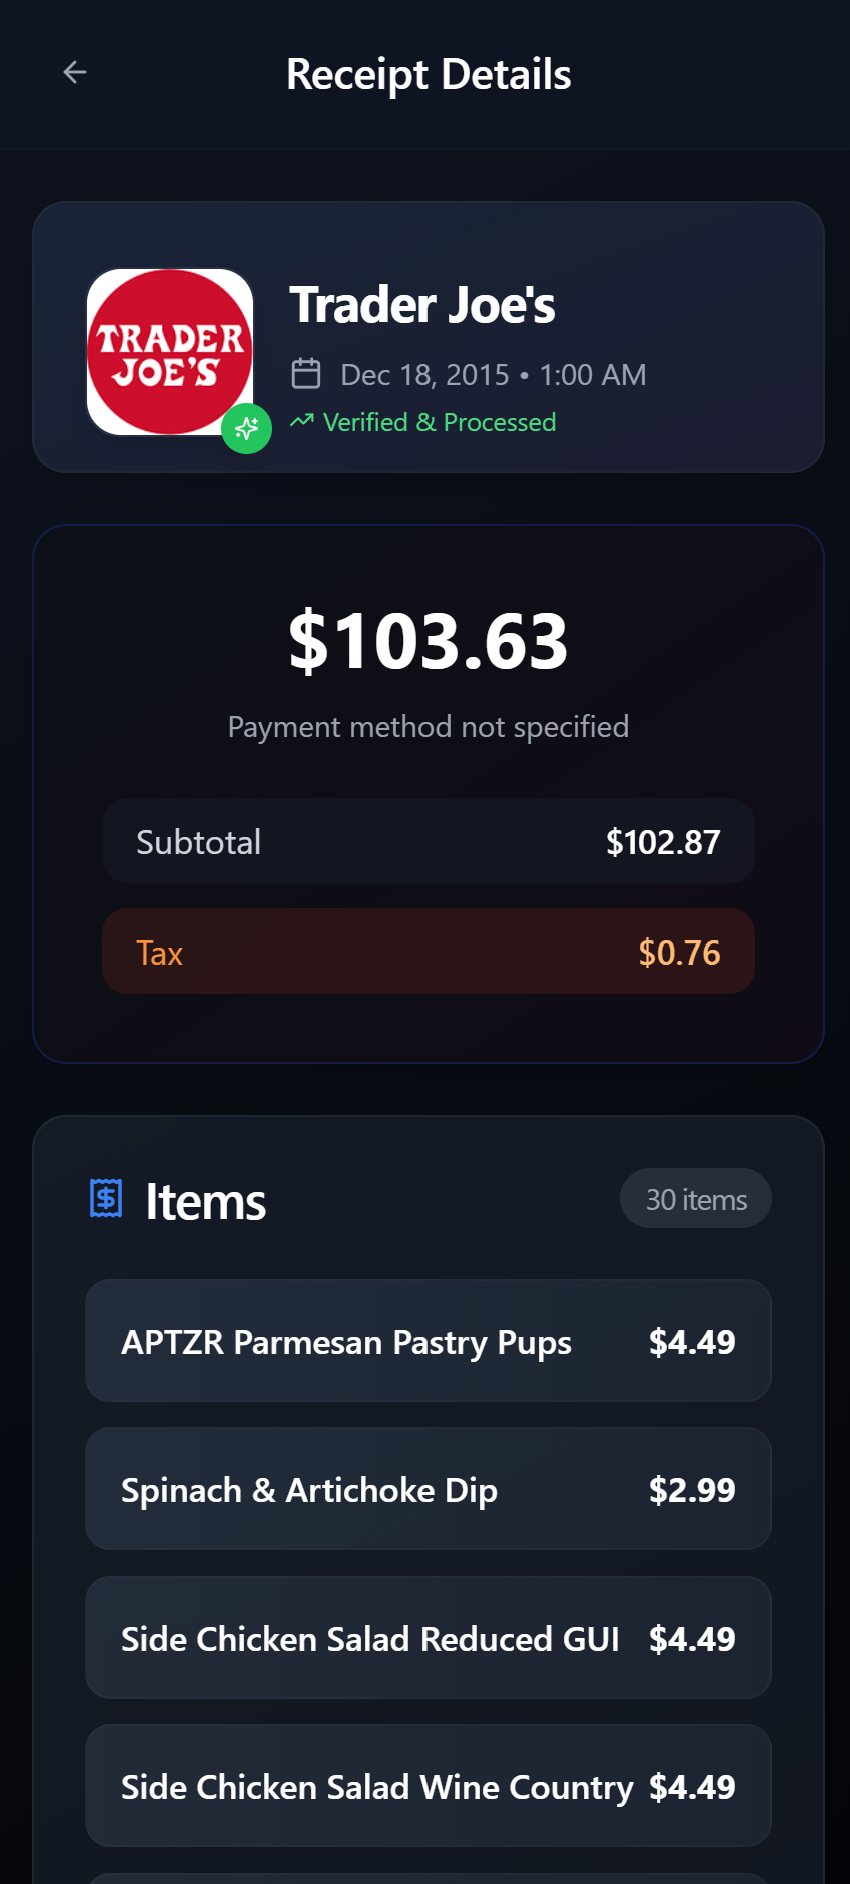 Receipt Details
TRADER
JOE'S
Trader Joe's
Dec 18, 2015 • 1:00 AM
Verified & Processed
$103.63
Payment method not specified
Subtotal $102.87
Tax $0.76
Items 30 items
APTZR Parmesan Pastry Pups $4.49
Spinach & Artichoke Dip $2.99
Side Chicken Salad Reduced GUI $4.49
Side Chicken Salad Wine Country $4.49